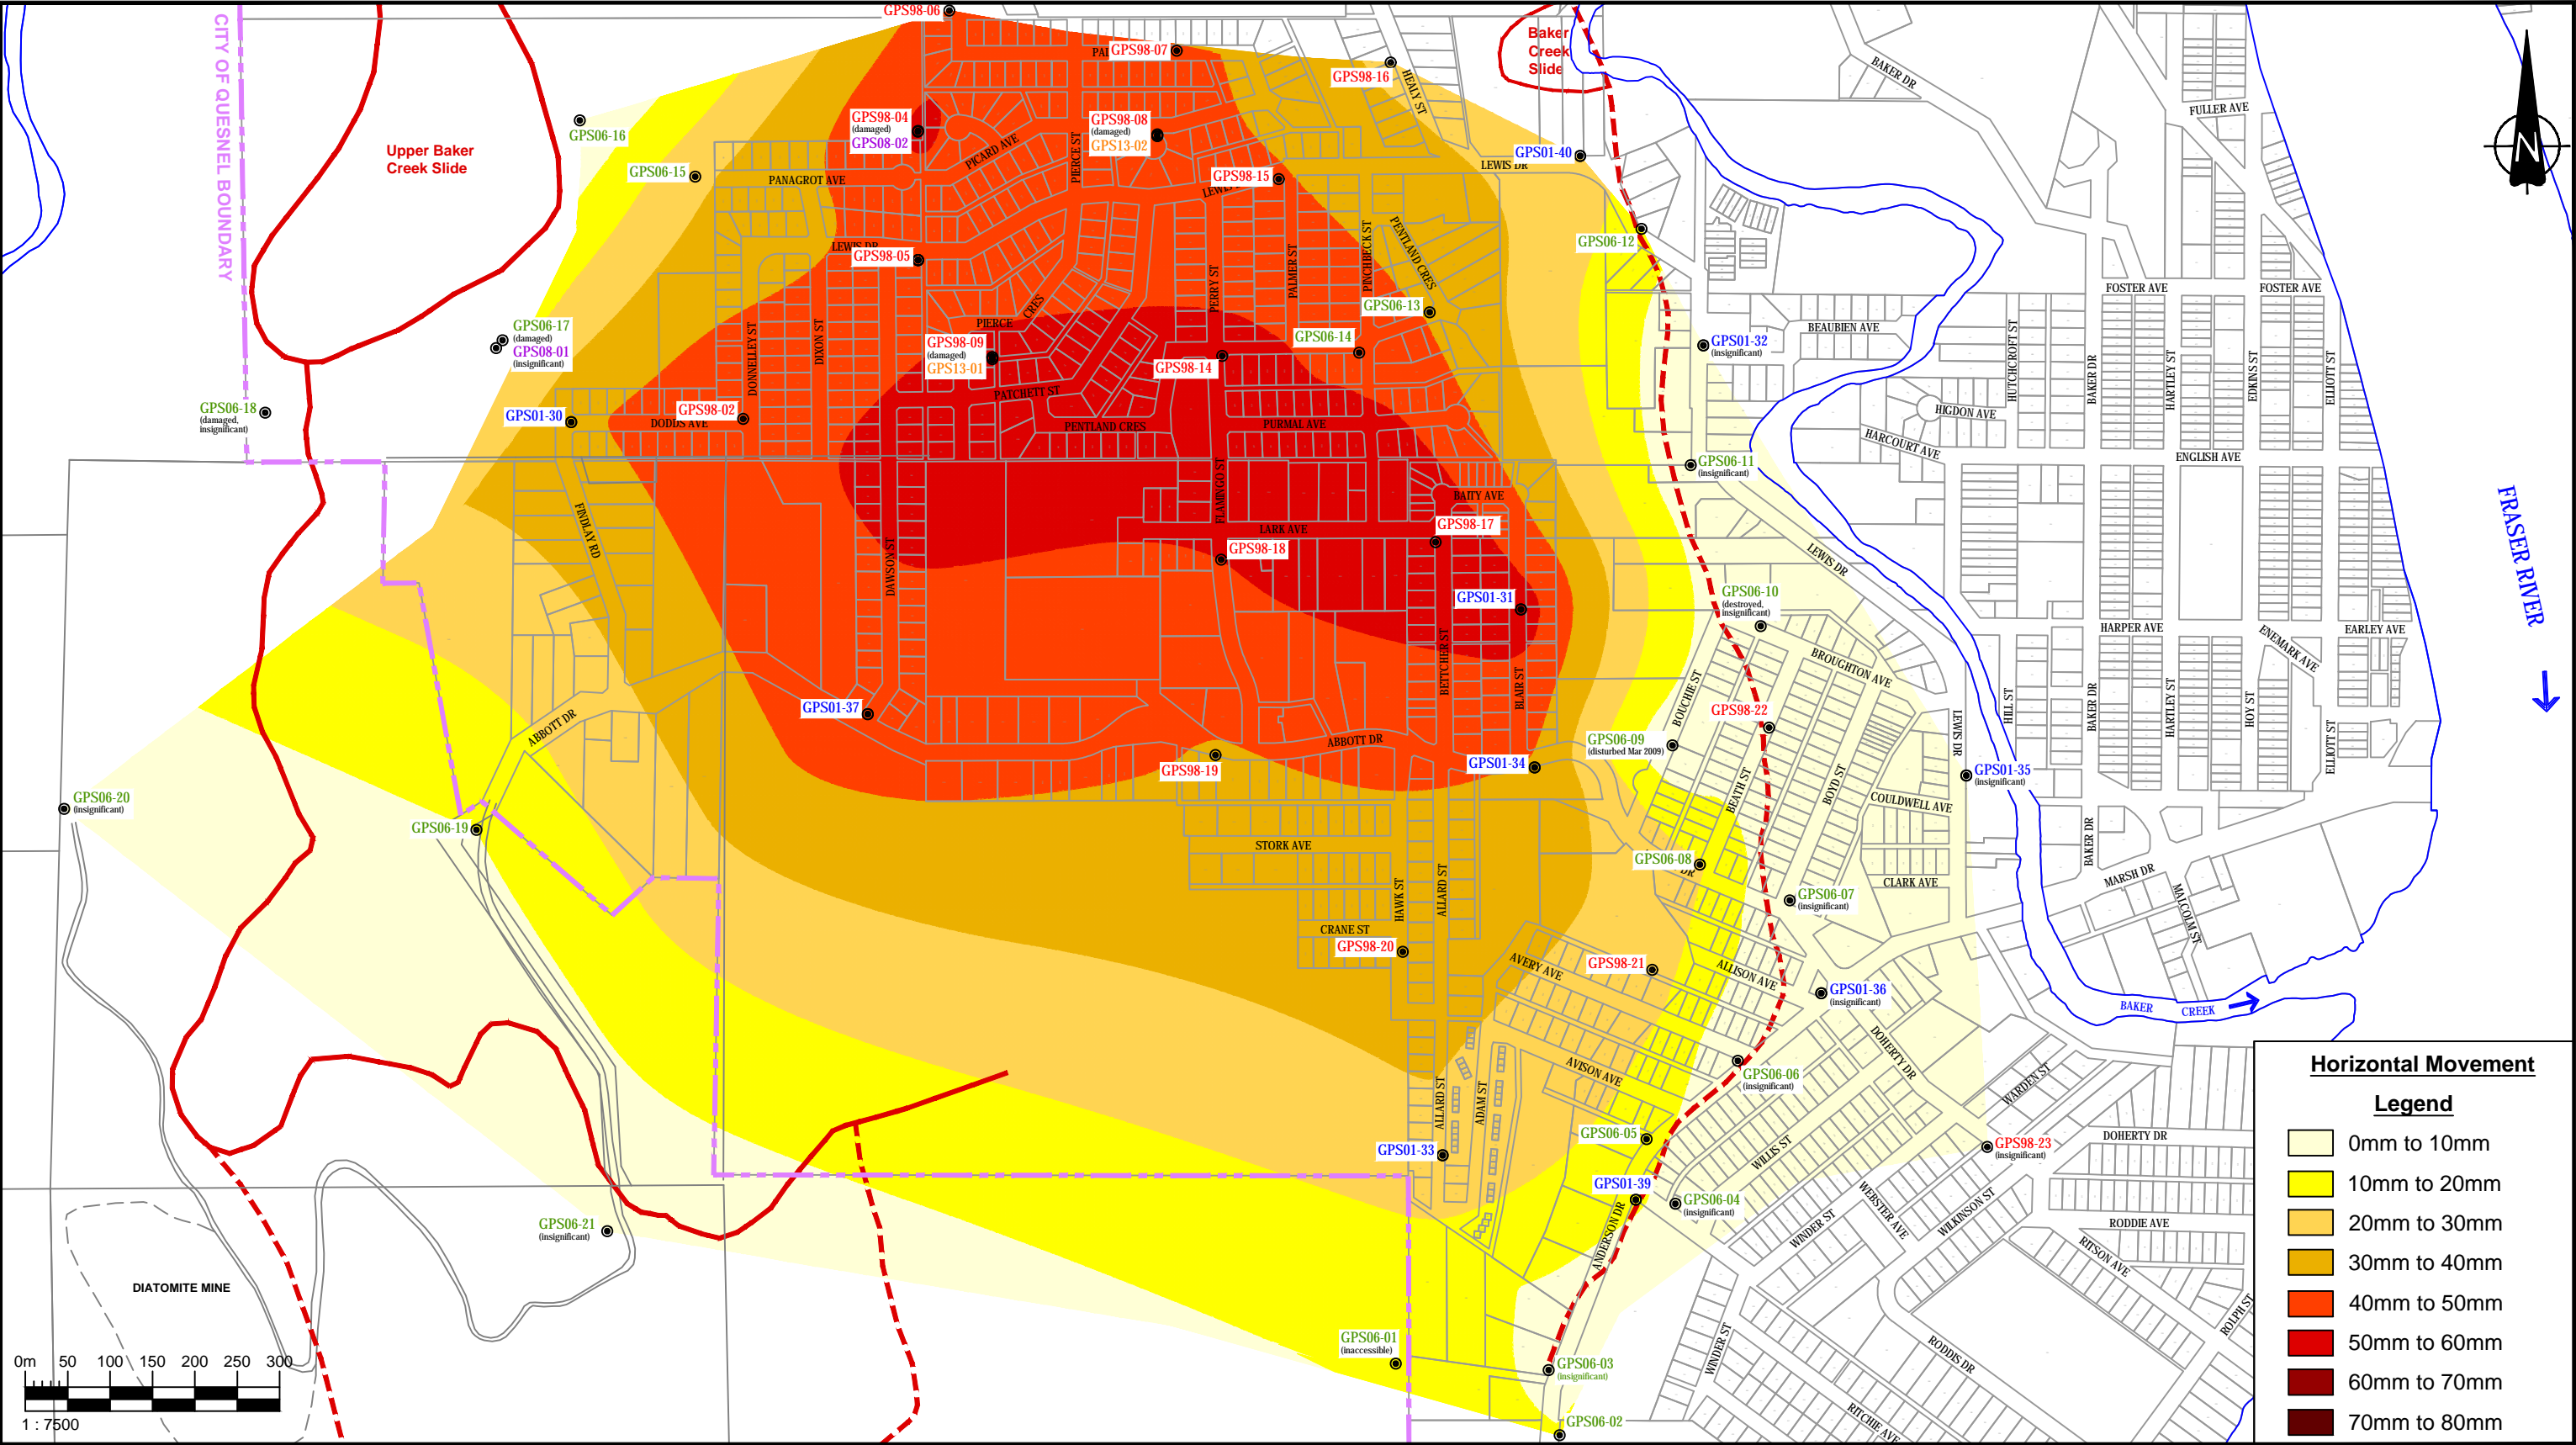 GPS98-06
Baker
Creek
Slide
CITY OF QUESNEL BOUNDARY
GPS98-07
GPS98-16
HEALY ST
BAKER DR
FULLER AVE
N
Upper Baker
Creek Slide
GPS06-16
GPS98-04
(damaged)
GPS08-02
GPS98-08
(damaged)
GPS13-02
PICARD AVE
PIERCE ST
GPS01-40
LEWIS DR
GPS06-15
PANAGROT AVE
GPS98-15
GPS06-12
LEWIS DR
GPS98-05
PERRY ST
PALMER ST
PINCHBECK ST
PENTLAND CRES
GPS06-13
FOSTER AVE
FOSTER AVE
GPS06-17
(damaged)
GPS08-01
(insignificant)
DONNELLEY ST
DIXON ST
PIERCE CRES
GPS98-09
(damaged)
GPS13-01
GPS98-14
GPS06-14
GPS01-32
(insignificant)
BEAUBIEN AVE
HUTCHCROFT ST
BAKER DR
HARTLEY ST
EDKINS ST
ELLIOTT ST
GPS06-18
(damaged,
insignificant)
GPS01-30
GPS98-02
DODDS AVE
PATCHETT ST
PENTLAND CRES
PURMAL AVE
HIGDON AVE
HARCOURT AVE
ENGLISH AVE
GPS06-11
(insignificant)
FINDLAY RD
FLAMINGO ST
BAITY AVE
LARK AVE
GPS98-17
GPS98-18
DAWSON ST
LEWIS DR
FRASER RIVER
GPS01-31
GPS06-10
(destroyed,
insignificant)
HARPER AVE
ENEMARK AVE
EARLEY AVE
BETTCHER ST
BLAIR ST
BOUCHIE ST
BROUGHTON AVE
GPS01-37
ABBOTT DR
ABBOTT DR
GPS98-19
GPS01-34
GPS06-09
(disturbed Mar 2009)
GPS98-22
LEWIS DR
HILL ST
BAKER DR
HARTLEY ST
HOY ST
ELLIOTT ST
GPS01-35
(insignificant)
BEATH ST
BOYD ST
COULDWELL AVE
GPS06-20
(insignificant)
GPS06-19
STORK AVE
GPS06-08
DR
BAKER DR
CLARK AVE
MARSH DR
MALCOLM ST
HAWK ST
ALLARD ST
GPS06-07
(insignificant)
CRANE ST
GPS98-20
AVERY AVE
GPS98-21
ALLISON AVE
GPS01-36
(insignificant)
BAKER CREEK
DOHERTY DR
AVISON AVE
GPS06-06
(insignificant)
WARDEN ST
ALLARD ST
ADAM ST
GPS01-33
GPS06-05
WILLIS ST
GPS98-23
(insignificant)
DOHERTY DR
GPS01-39
GPS06-04
(insignificant)
WEBSTER AVE
WILKINSON ST
WINDER ST
RODDIE AVE
RITSON AVE
ANDERSON DR
GPS06-21
(insignificant)
DIATOMITE MINE
GPS06-01
(inaccessible)
GPS06-03
(insignificant)
WINDER ST
RODDIS DR
ROLPH ST
GPS06-02
RITCHIE AVE
0m 50 100 150 200 250 300
1 : 7500
Horizontal Movement
Legend
0mm to 10mm
10mm to 20mm
20mm to 30mm
30mm to 40mm
40mm to 50mm
50mm to 60mm
60mm to 70mm
70mm to 80mm